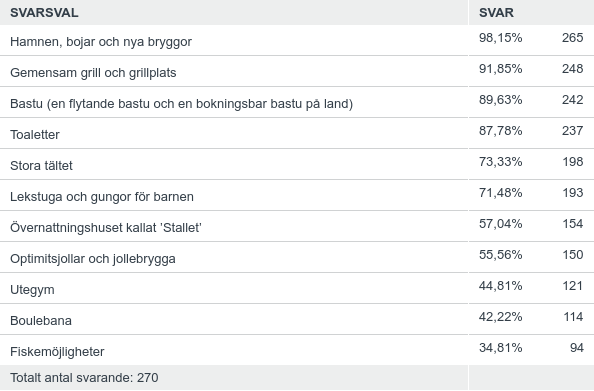 SVARSVAL SVAR
Hamnen, bojar och nya bryggor 98,15% 265
Gemensam grill och grillplats 91,85% 248
Bastu (en flytande bastu och en bokningsbar bastu på land) 89,63% 242
Toaletter 87,78% 237
Stora tältet 73,33% 198
Lekstuga och gungor för barnen 71,48% 193
Övernattningshuset kallat 'Stallet' 57,04% 154
Optimitsjollar och jollebrygga 55,56% 150
Utegym 44,81% 121
Boulebana 42,22% 114
Fiskemöjligheter 34,81% 94
Totalt antal svarande: 270